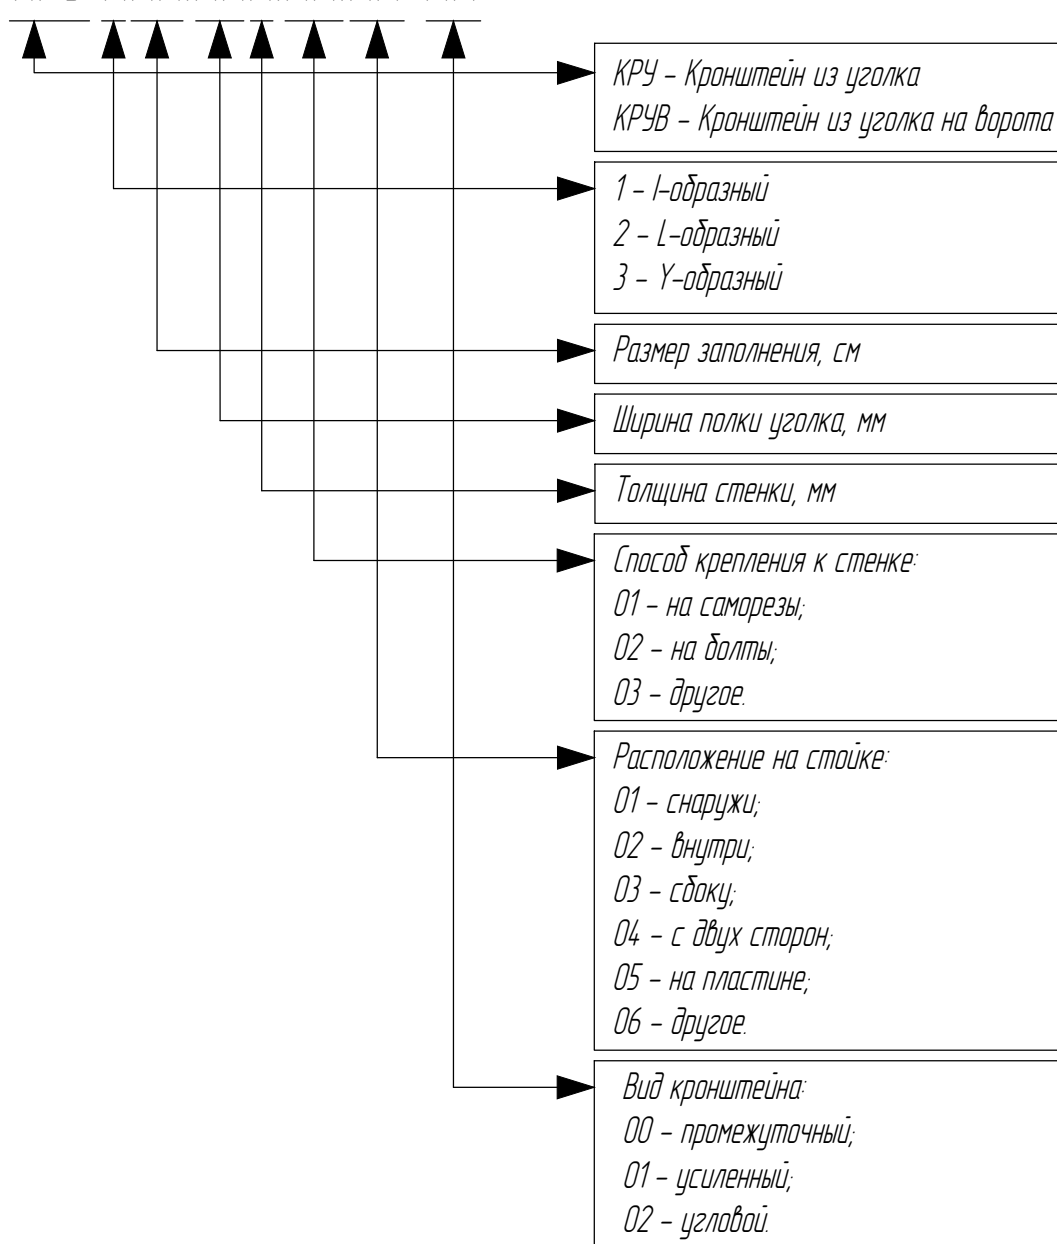 КРУ – Кронштейн из уголка
КРУВ – Кронштейн из уголка на ворота
1 – I-образный
2 – L-образный
3 – Y-образный
Размер заполнения, см
Ширина полки уголка, мм
Толщина стенки, мм
Способ крепления к стенке:
01 – на саморезы;
02 – на болты;
03 – другое.
Расположение на стойке:
01 – снаружи;
02 – внутри;
03 – сбоку;
04 – с двух сторон;
05 – на пластине;
06 – другое.
Вид кронштейна:
00 – промежуточный;
01 – усиленный;
02 – угловой.